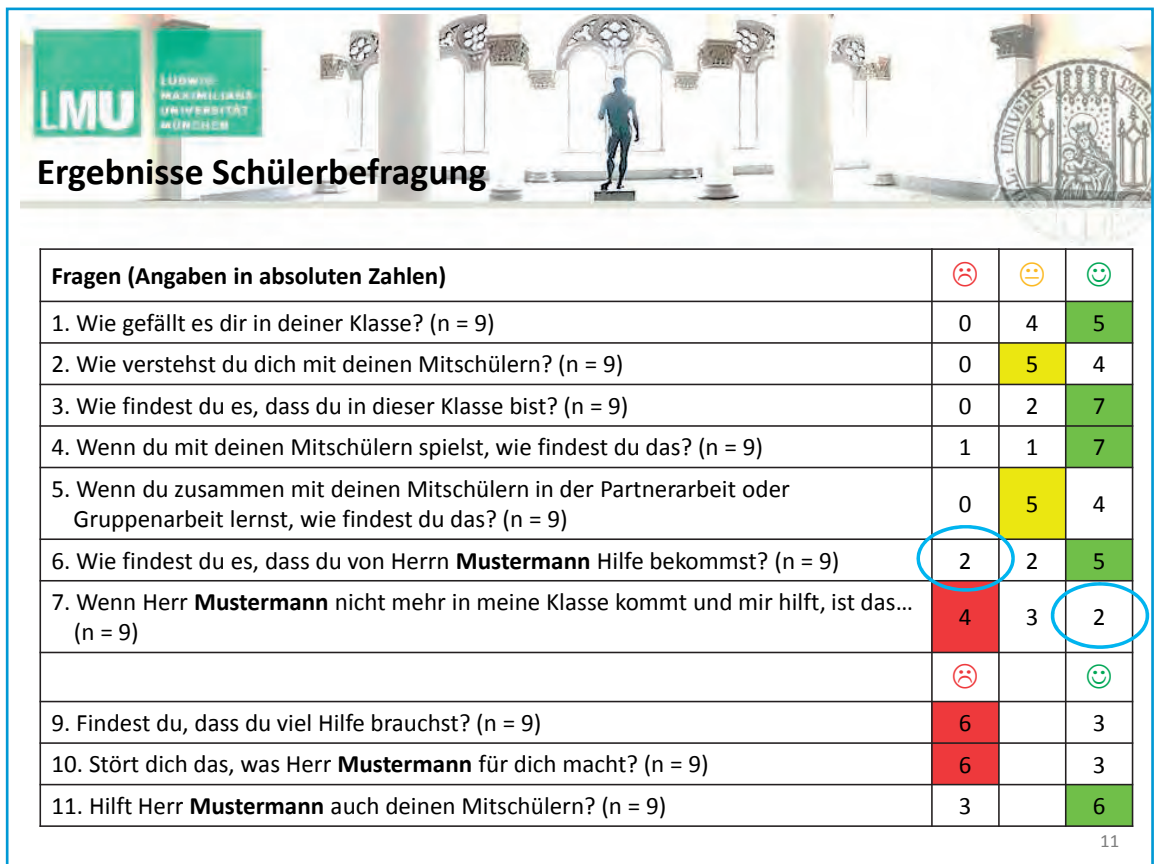 LMU
LUDWIG-
MAXIMILIANS-
UNIVERSITÄT
MÜNCHEN
Ergebnisse Schülerbefragung
Fragen (Angaben in absoluten Zahlen) ☹ 😐 ☺
1. Wie gefällt es dir in deiner Klasse? (n = 9) 0 4 5
2. Wie verstehst du dich mit deinen Mitschülern? (n = 9) 0 5 4
3. Wie findest du es, dass du in dieser Klasse bist? (n = 9) 0 2 7
4. Wenn du mit deinen Mitschülern spielst, wie findest du das? (n = 9) 1 1 7
5. Wenn du zusammen mit deinen Mitschülern in der Partnerarbeit oder
Gruppenarbeit lernst, wie findest du das? (n = 9) 0 5 4
6. Wie findest du es, dass du von Herrn Mustermann Hilfe bekommst? (n = 9) 2 2 5
7. Wenn Herr Mustermann nicht mehr in meine Klasse kommt und mir hilft, ist das…
(n = 9) 4 3 2
☹ ☺
9. Findest du, dass du viel Hilfe brauchst? (n = 9) 6 3
10. Stört dich das, was Herr Mustermann für dich macht? (n = 9) 6 3
11. Hilft Herr Mustermann auch deinen Mitschülern? (n = 9) 3 6
11